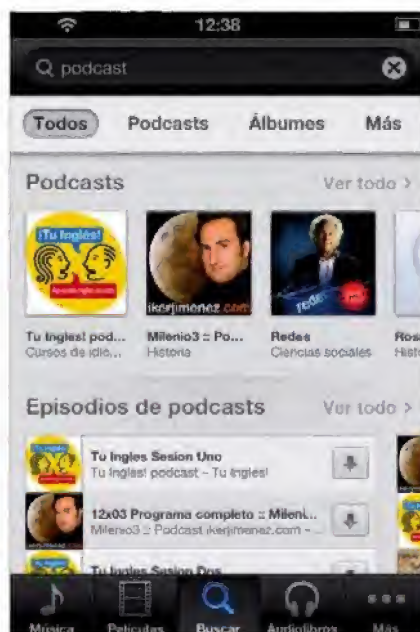 12:38
podcast
Todos Podcasts Álbumes Más
Podcasts Ver todo >
¡Tu Inglés!
ikerjimenez.com
redes
Tu Ingles! pod... Milenio3 :: Po... Redes Rosa
Cursos de idio... Historia Ciencias sociales Histo
Episodios de podcasts Ver todo >
Tu Ingles Sesion Uno
Tu Ingles! podcast – Tu Ingles!
12x03 Programa completo :: Mileni...
Milenio3 :: Podcast ikerjimenez.com – ...
Tu Ingles Sesion Dos
Música Películas Buscar Audiolibros Más